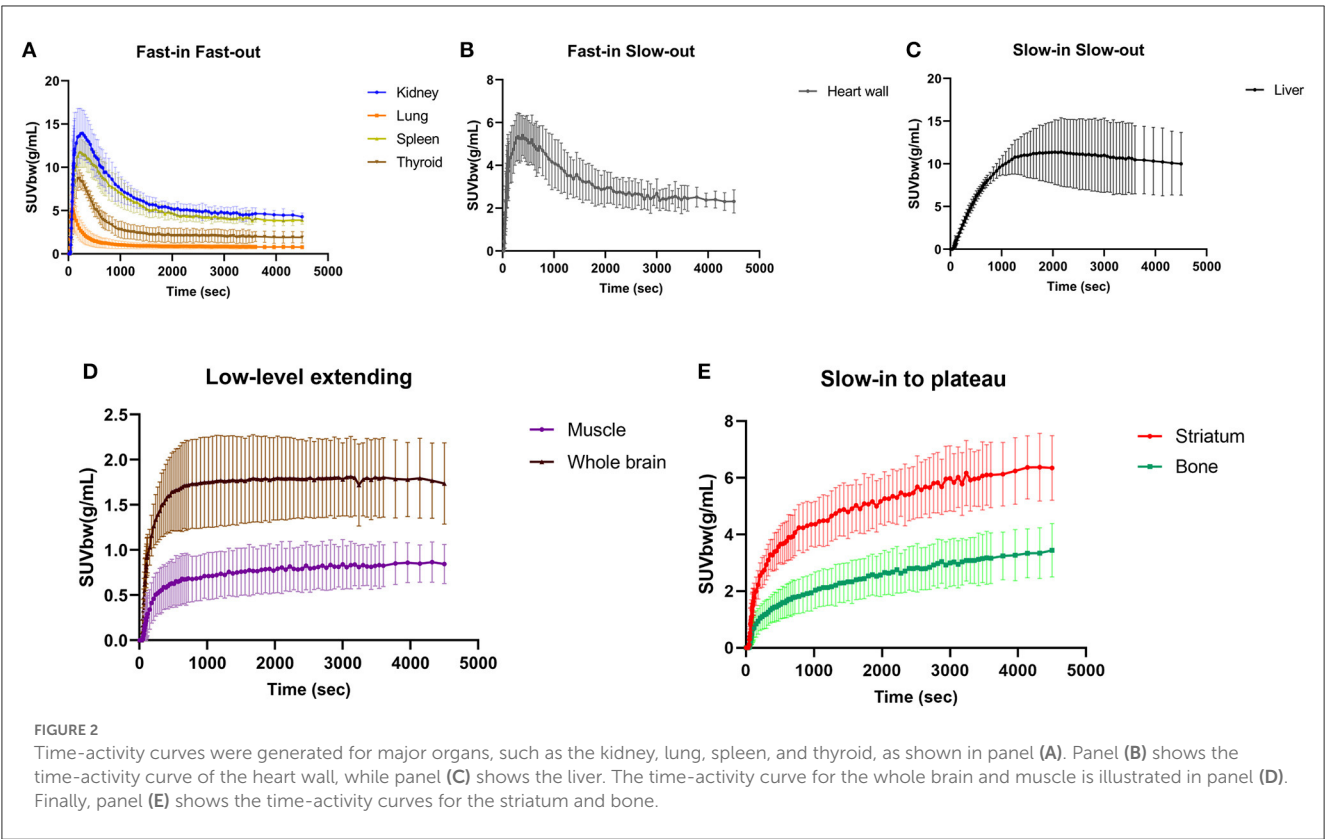 A
Fast-in Fast-out
SUVbw(g/mL)
20
15
10
5
0
0 1000 2000 3000 4000 5000
Time (sec)
Kidney
Lung
Spleen
Thyroid
B
Fast-in Slow-out
SUVbw(g/mL)
8
6
4
2
0
0 1000 2000 3000 4000 5000
Time (sec)
Heart wall
C
Slow-in Slow-out
SUVbw(g/mL)
20
15
10
5
0
0 1000 2000 3000 4000 5000
Time (sec)
Liver
D
Low-level extending
SUVbw(g/mL)
2.5
2.0
1.5
1.0
0.5
0.0
0 1000 2000 3000 4000 5000
Time (sec)
Muscle
Whole brain
E
Slow-in to plateau
SUVbw(g/mL)
8
6
4
2
0
0 1000 2000 3000 4000 5000
Time (sec)
Striatum
Bone
FIGURE 2
Time-activity curves were generated for major organs, such as the kidney, lung, spleen, and thyroid, as shown in panel (A). Panel (B) shows the
time-activity curve of the heart wall, while panel (C) shows the liver. The time-activity curve for the whole brain and muscle is illustrated in panel (D).
Finally, panel (E) shows the time-activity curves for the striatum and bone.